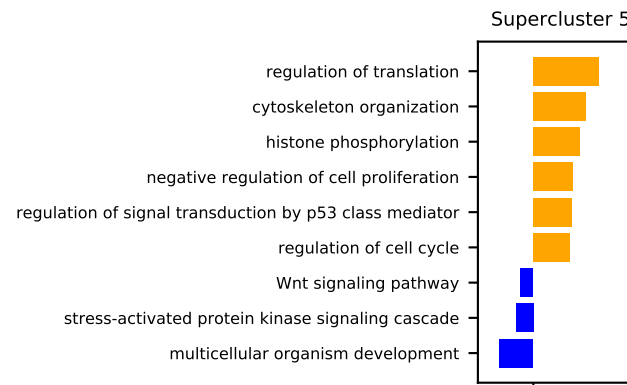 Supercluster 5
regulation of translation
cytoskeleton organization
histone phosphorylation
negative regulation of cell proliferation
regulation of signal transduction by p53 class mediator
regulation of cell cycle
Wnt signaling pathway
stress-activated protein kinase signaling cascade
multicellular organism development